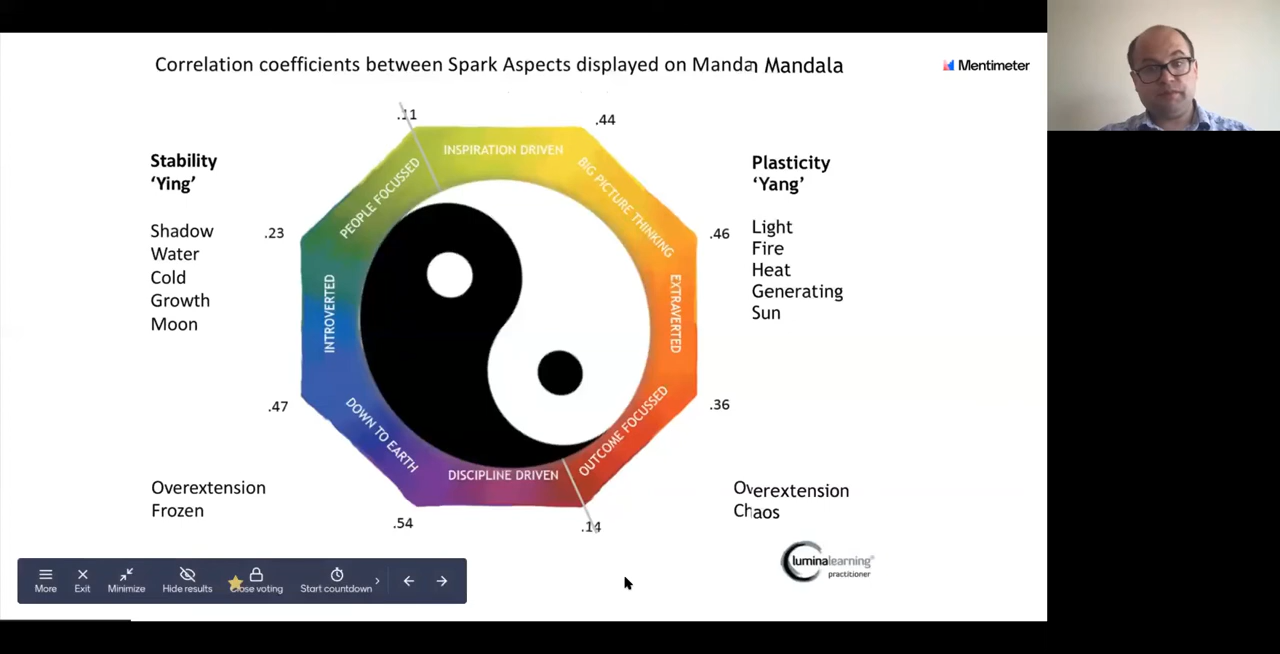 Correlation coefficients between Spark Aspects displayed on Manda Mandala
Mentimeter
.11
.44
Stability
'Ying'
Shadow
Water
Cold
Growth
Moon
.23
.47
Overextension
Frozen
.54
INSPIRATION DRIVEN
BIG PICTURE THINKING
EXTRAVERTED
OUTCOME FOCUSSED
DISCIPLINE DRIVEN
DOWN TO EARTH
INTROVERTED
PEOPLE FOCUSSED
.46
Plasticity
'Yang'
Light
Fire
Heat
Generating
Sun
.36
Overextension
Chaos
.14
luminalearning
practitioner
More
Exit
Minimize
Hide results
Close voting
Start countdown